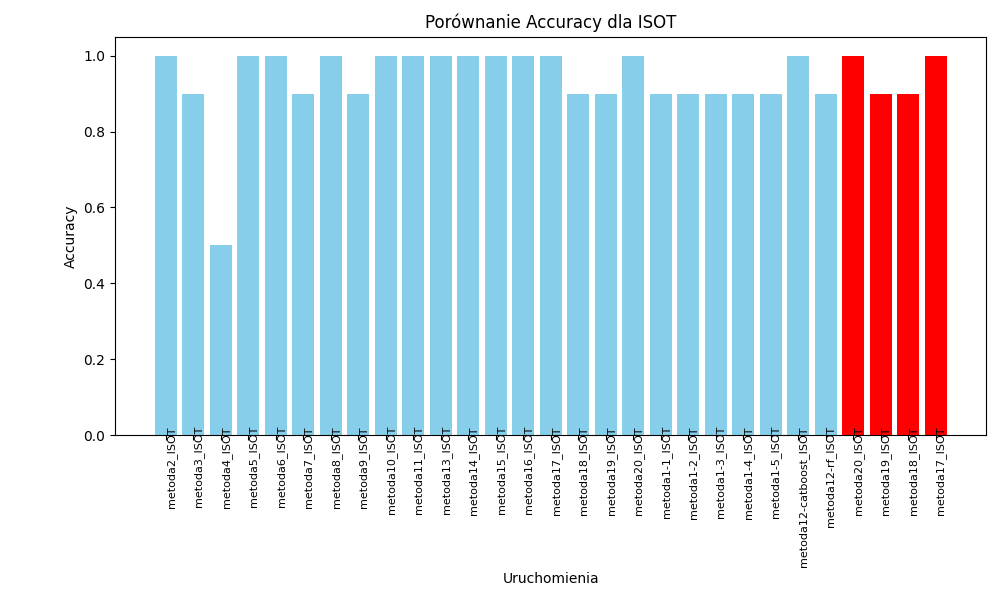 Porównanie Accuracy dla ISOT
Accuracy
1.0
0.8
0.6
0.4
0.2
0.0
metoda2_ISOT
metoda3_ISOT
metoda4_ISOT
metoda5_ISOT
metoda6_ISOT
metoda7_ISOT
metoda8_ISOT
metoda9_ISOT
metoda10_ISOT
metoda11_ISOT
metoda13_ISOT
metoda14_ISOT
metoda15_ISOT
metoda16_ISOT
metoda17_ISOT
metoda18_ISOT
metoda19_ISOT
metoda20_ISOT
metoda1-1_ISOT
metoda1-2_ISOT
metoda1-3_ISOT
metoda1-4_ISOT
metoda1-5_ISOT
metoda12-catboost_ISOT
metoda12-rf_ISOT
metoda20_ISOT
metoda19_ISOT
metoda18_ISOT
metoda17_ISOT
Uruchomienia